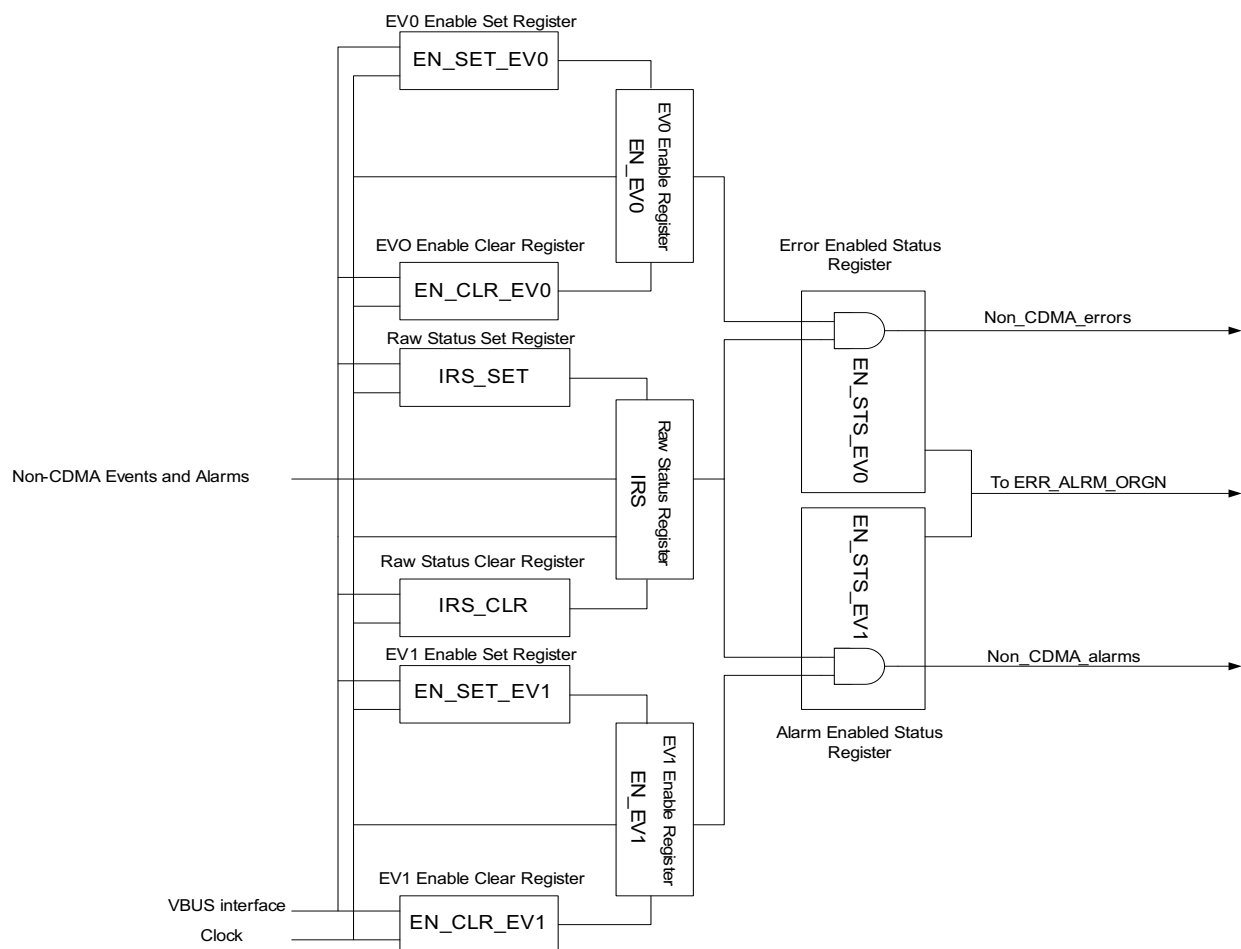 EV0 Enable Set Register
EN_SET_EV0
EV0 Enable Register
EN_EV0
EVO Enable Clear Register
EN_CLR_EV0
Error Enabled Status
Register
Non_CDMA_errors
EN_STS_EV0
Raw Status Set Register
IRS_SET
Raw Status Register
IRS
Non-CDMA Events and Alarms
To ERR_ALRM_ORGN
Raw Status Clear Register
IRS_CLR
EN_STS_EV1
Non_CDMA_alarms
Alarm Enabled Status
Register
EV1 Enable Set Register
EN_SET_EV1
EV1 Enable Register
EN_EV1
EV1 Enable Clear Register
EN_CLR_EV1
VBUS interface
Clock